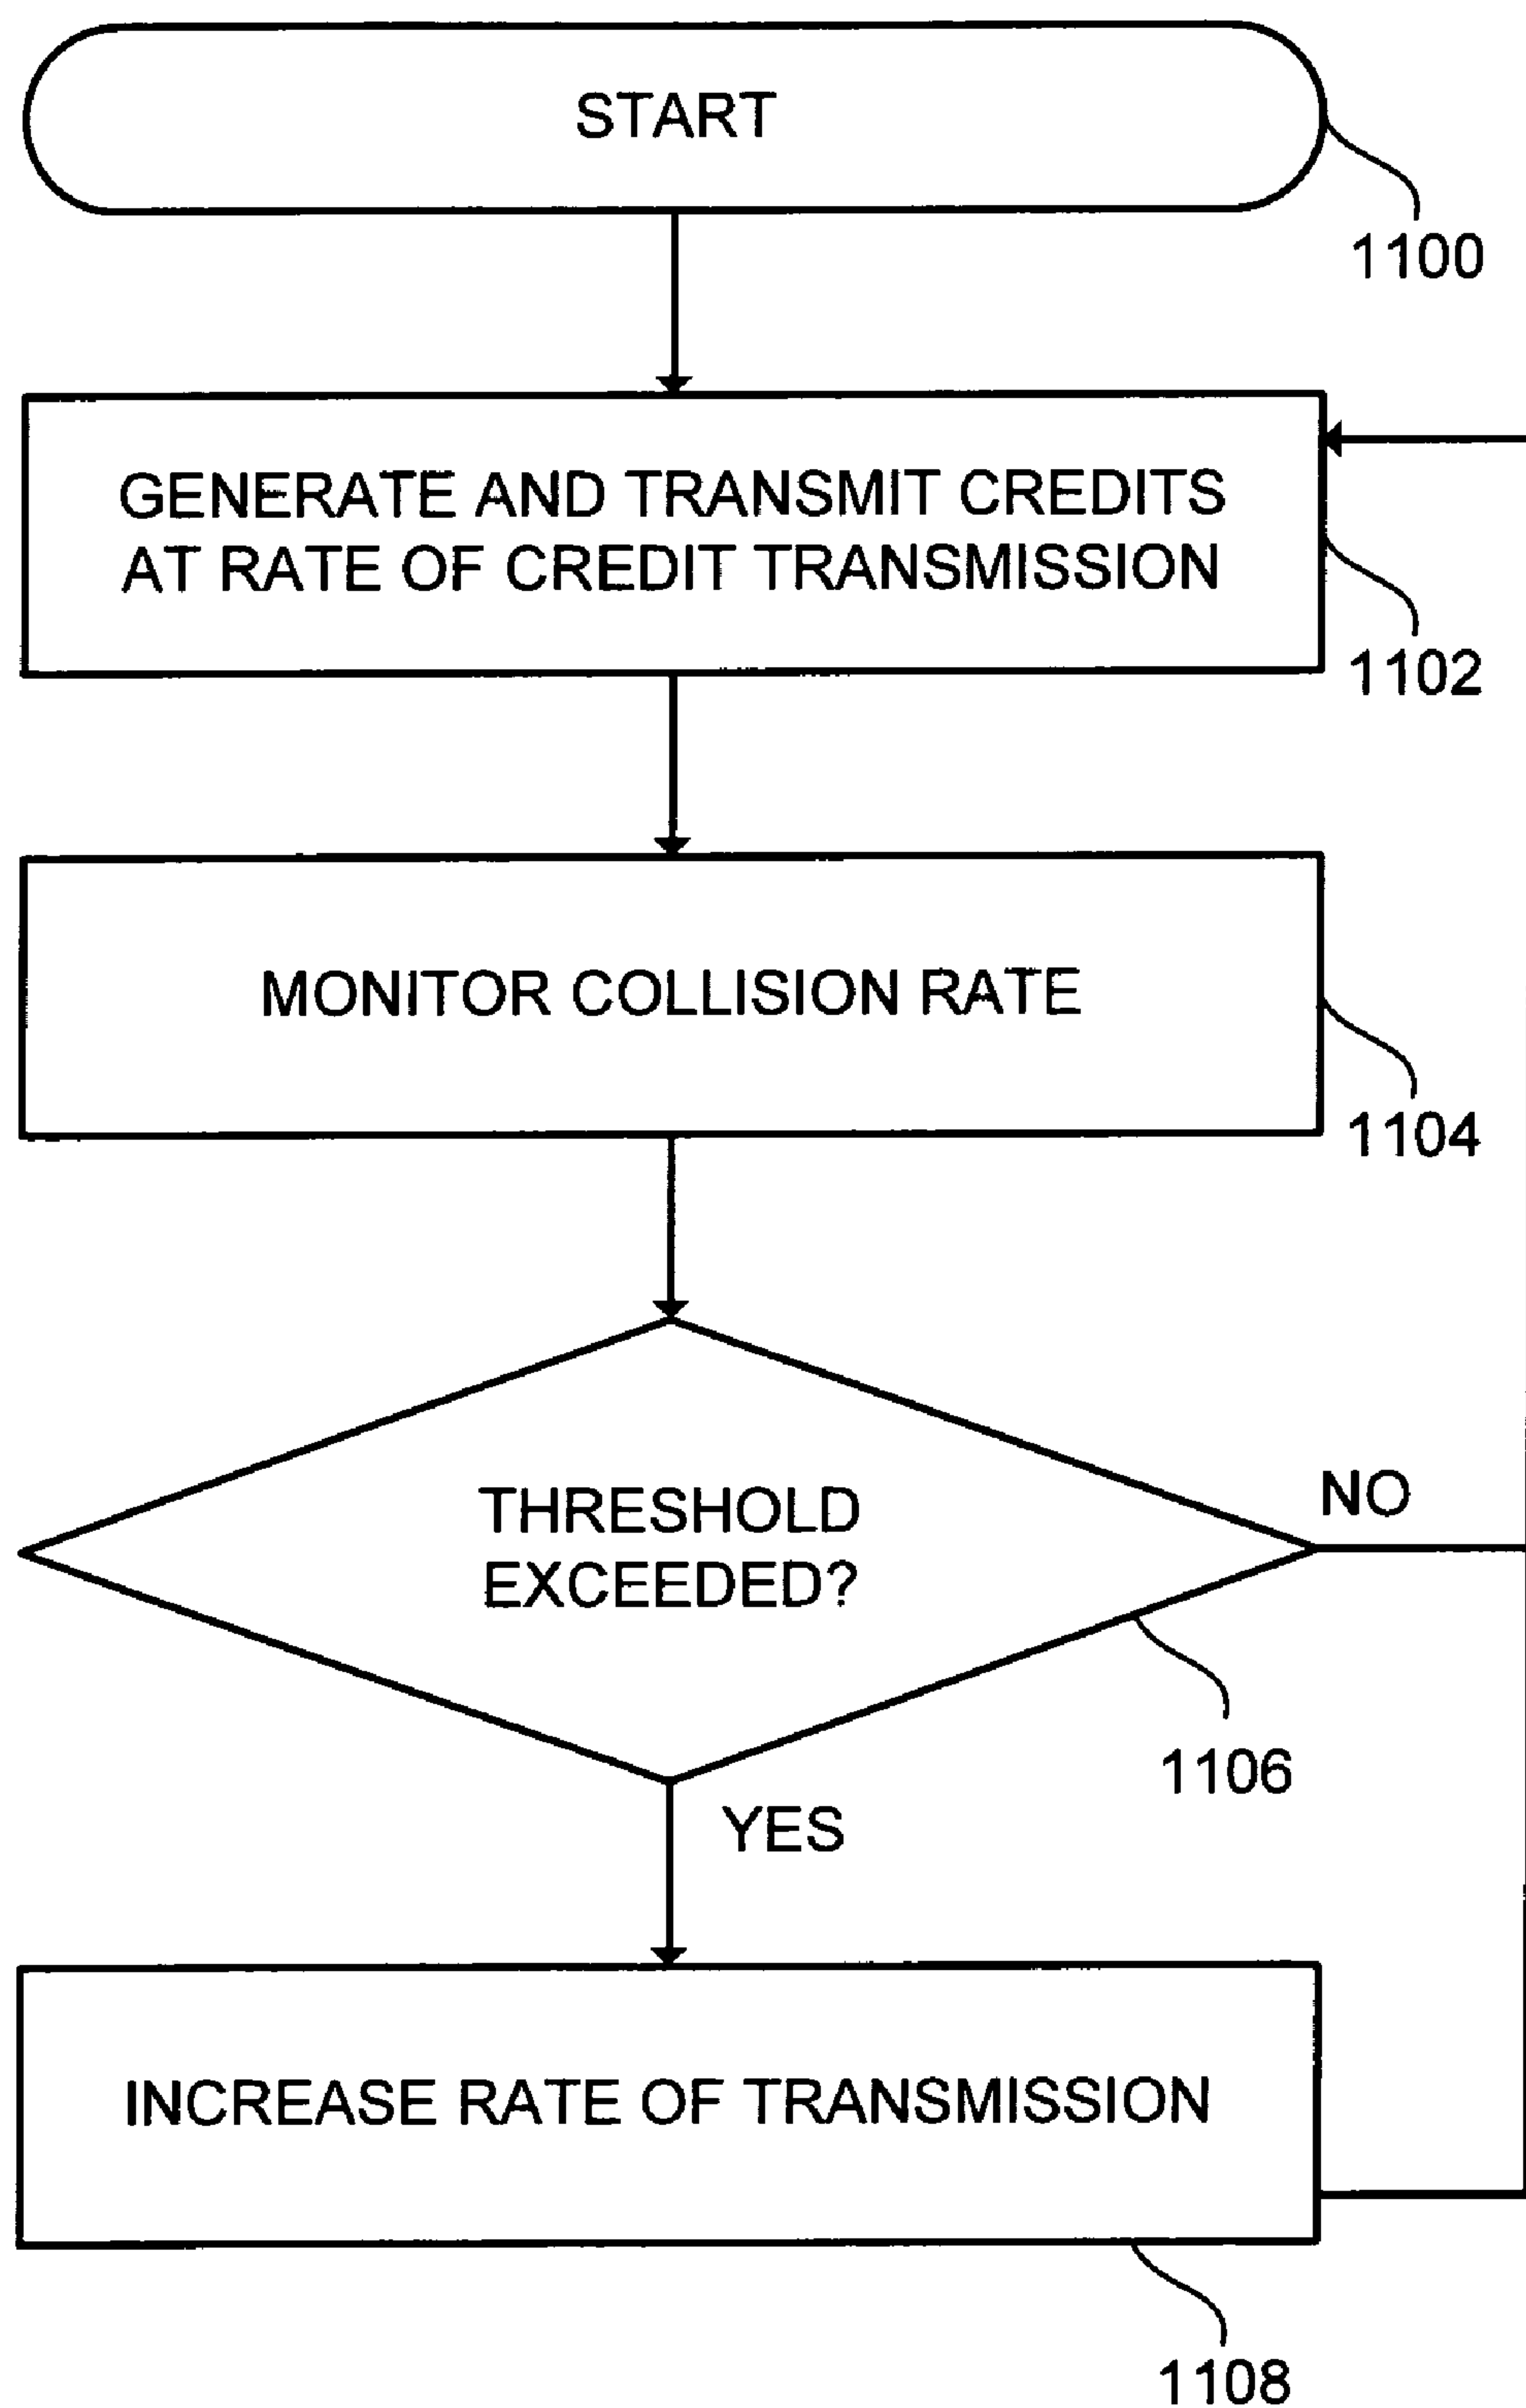 START
1100
GENERATE AND TRANSMIT CREDITS
AT RATE OF CREDIT TRANSMISSION
1102
MONITOR COLLISION RATE
1104
THRESHOLD
EXCEEDED?
NO
1106
YES
INCREASE RATE OF TRANSMISSION
1108